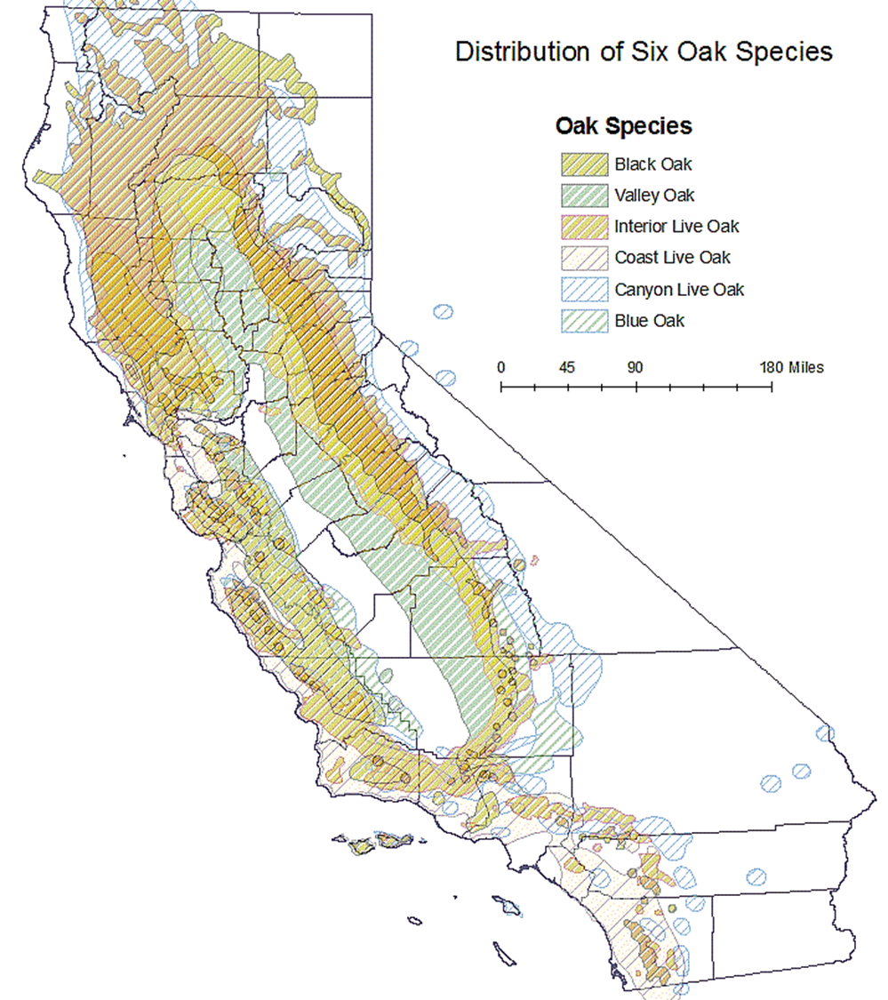 Distribution of Six Oak Species
Oak Species
Black Oak
Valley Oak
Interior Live Oak
Coast Live Oak
Canyon Live Oak
Blue Oak
0 45 90 180 Miles